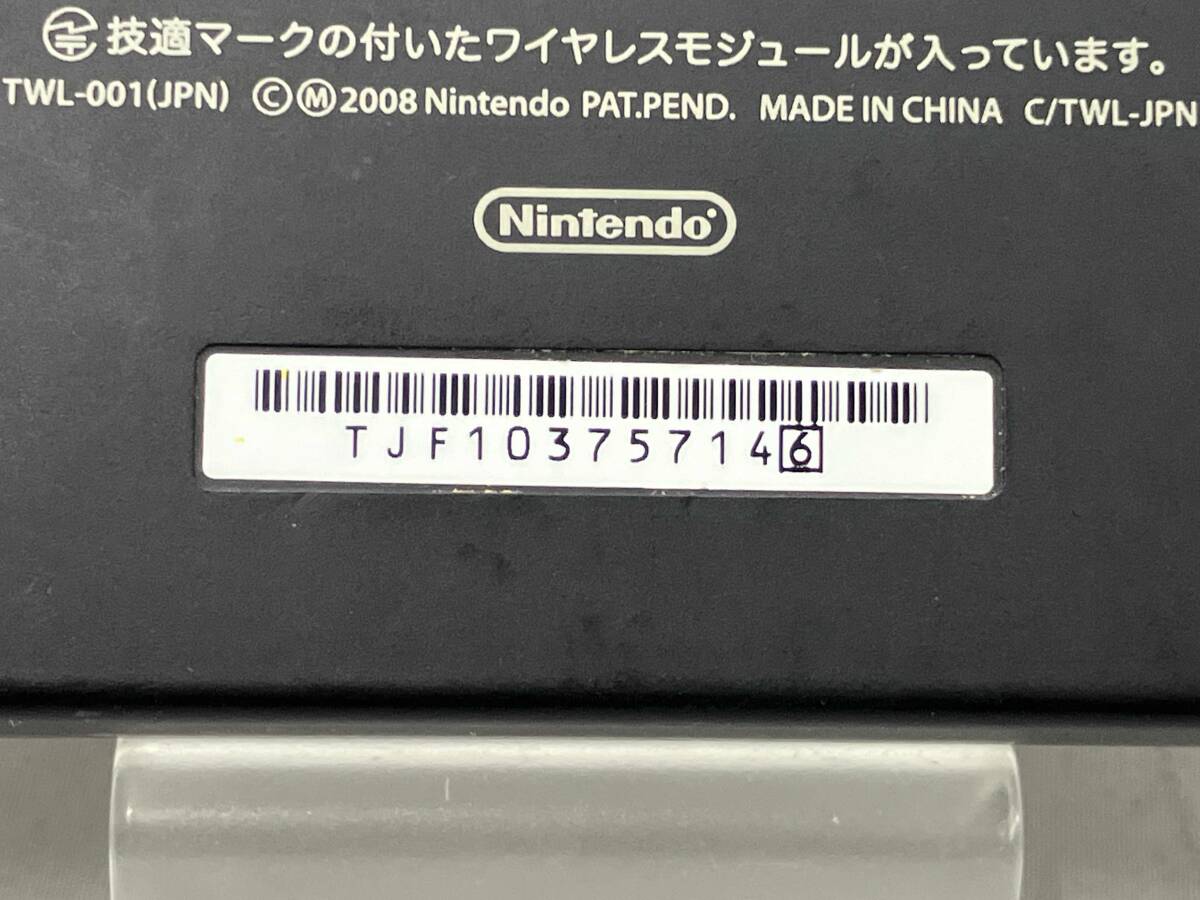 技適マークの付いたワイヤレスモジュールが入っています。
TWL-001(JPN) ©Ⓜ2008 Nintendo PAT.PEND. MADE IN CHINA C/TWL-JPN
Nintendo
TJF103757146